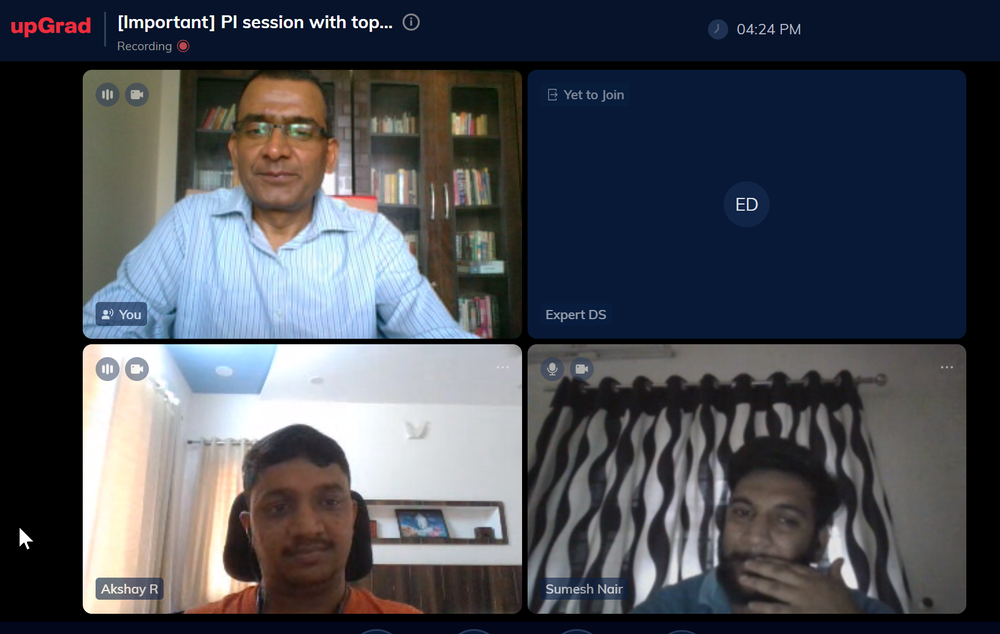 upGrad
[Important] PI session with top...
Recording
04:24 PM
Yet to Join
ED
You
Expert DS
Akshay R
Sumesh Nair